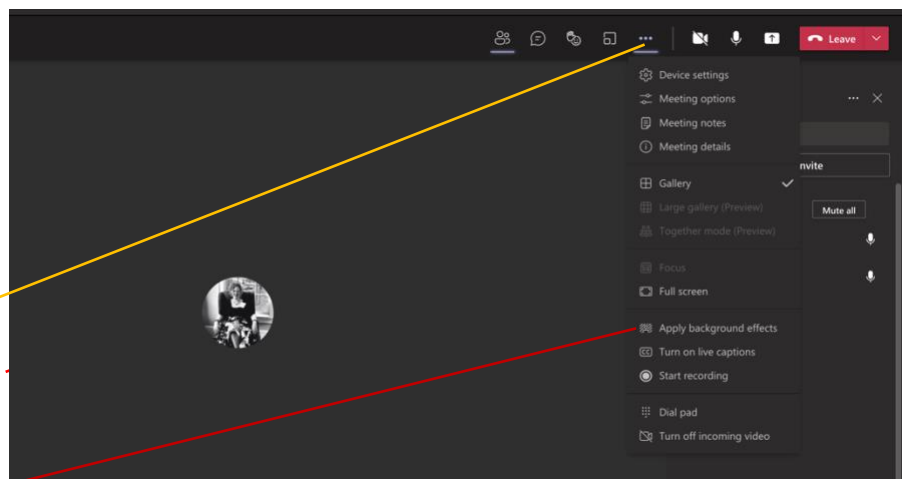 Leave
Device settings
Meeting options
Meeting notes
Meeting details
nvite
Gallery
Large gallery (Preview)
Mute all
Together mode (Preview)
Focus
Full screen
Apply background effects
CC Turn on live captions
Start recording
Dial pad
Turn off incoming video